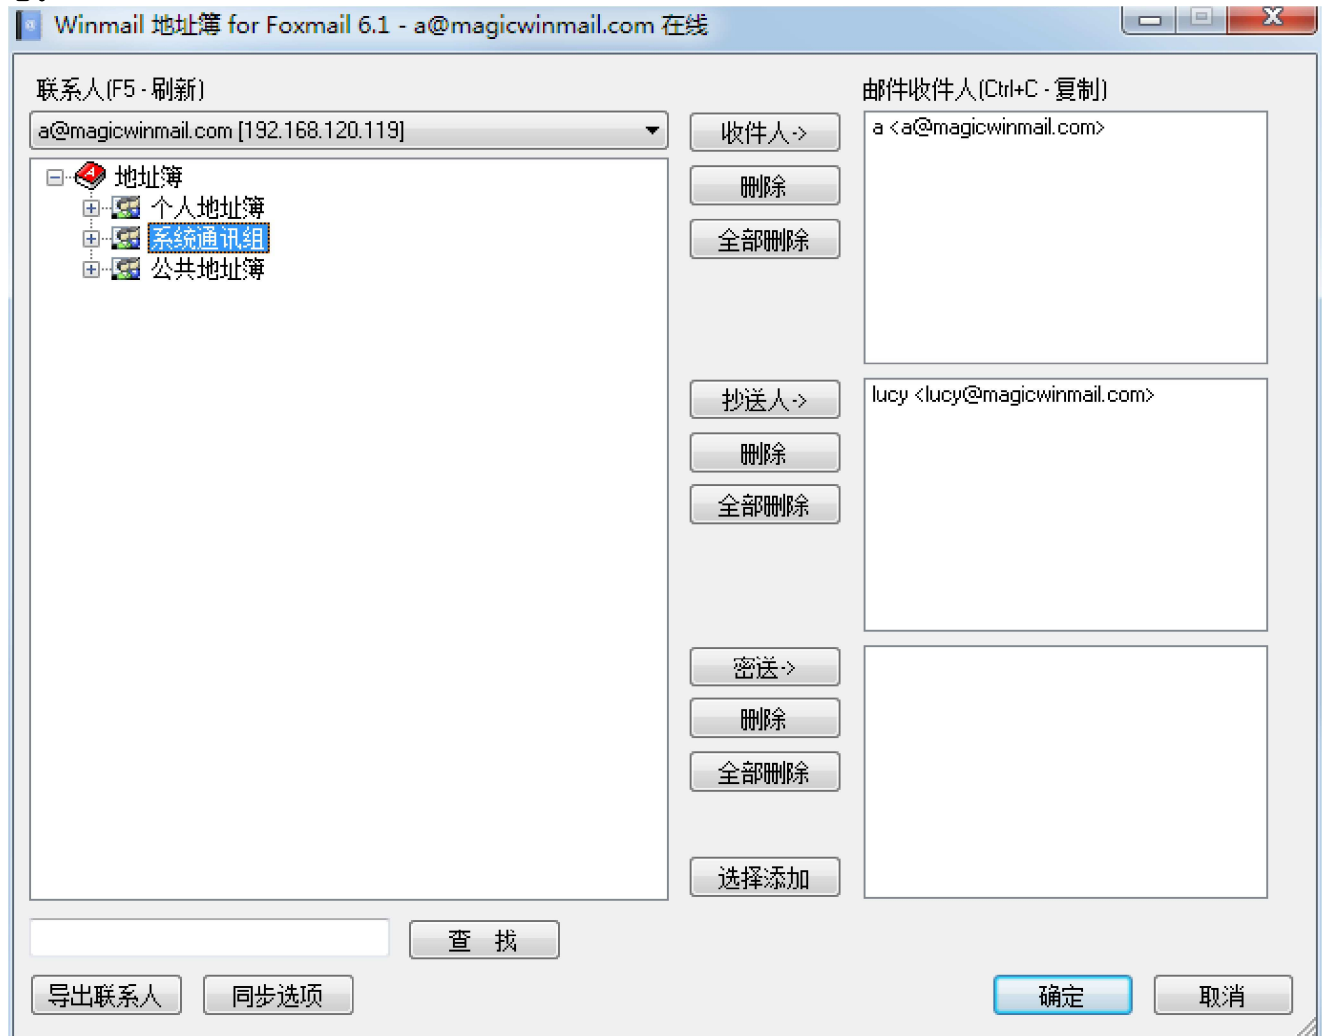 Winmail 地址簿 for Foxmail 6.1 - a@magicwinmail.com 在线
联系人(F5 - 刷新)
邮件收件人(Ctrl+C - 复制)
a@magicwinmail.com [192.168.120.119]
收件人->
a <a@magicwinmail.com>
地址簿
删除
个人地址簿
系统通讯组
全部删除
公共地址簿
抄送人->
lucy <lucy@magicwinmail.com>
删除
全部删除
密送->
删除
全部删除
选择添加
查 找
导出联系人
同步选项
确定
取消